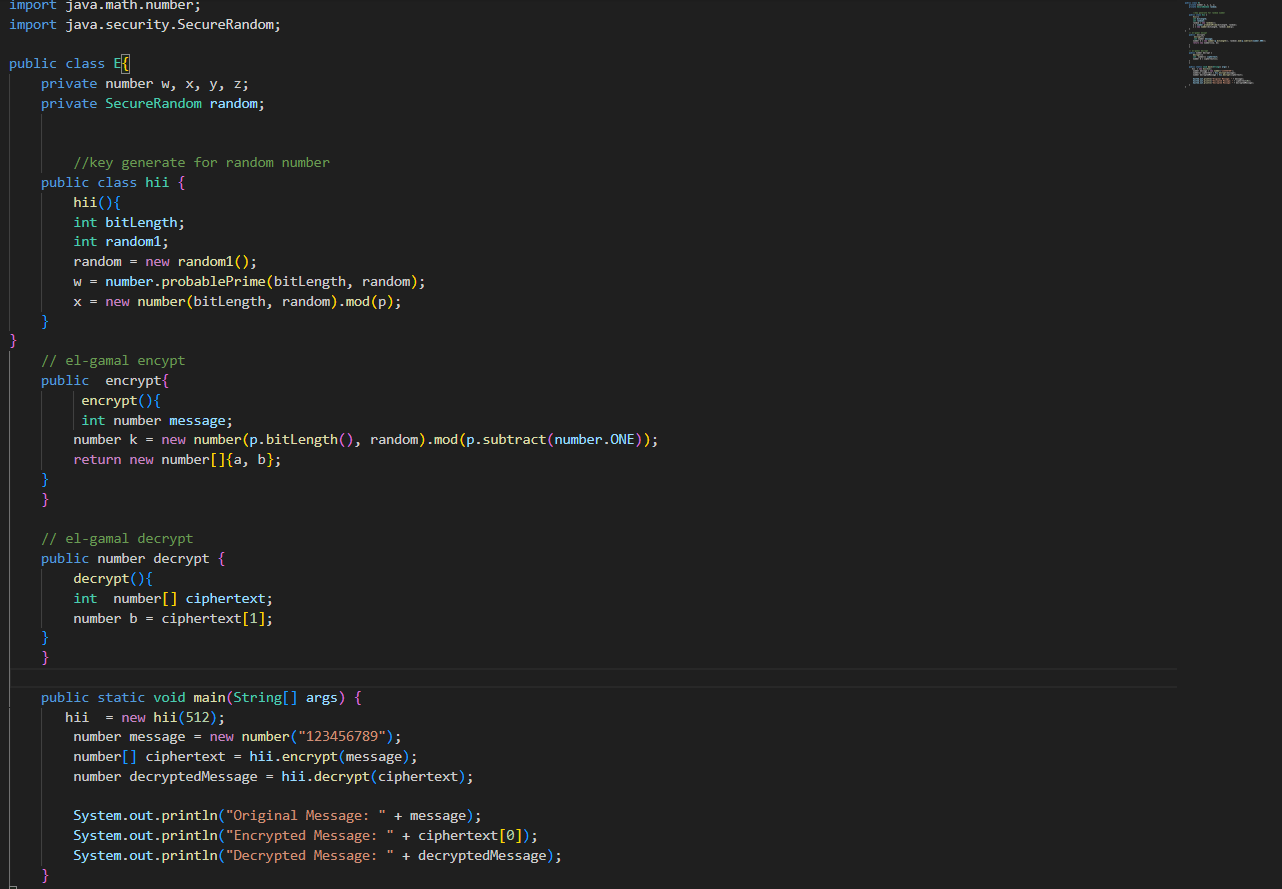 import java.math.number;
import java.security.SecureRandom;
public class E{
private number w, x, y, z;
private SecureRandom random;
//key generate for random number
public class hii {
hii(){
int bitLength;
int random1;
random = new random1();
w = number.probablePrime(bitLength, random);
x = new number(bitLength, random).mod(p);
}
}
// el-gamal encypt
public  encrypt{
encrypt(){
int number message;
number k = new number(p.bitLength(), random).mod(p.subtract(number.ONE));
return new number[]{a, b};
}
}
// el-gamal decrypt
public number decrypt {
decrypt(){
int  number[] ciphertext;
number b = ciphertext[1];
}
}
public static void main(String[] args) {
hii  = new hii(512);
number message = new number("123456789");
number[] ciphertext = hii.encrypt(message);
number decryptedMessage = hii.decrypt(ciphertext);
System.out.println("Original Message: " + message);
System.out.println("Encrypted Message: " + ciphertext[0]);
System.out.println("Decrypted Message: " + decryptedMessage);
}